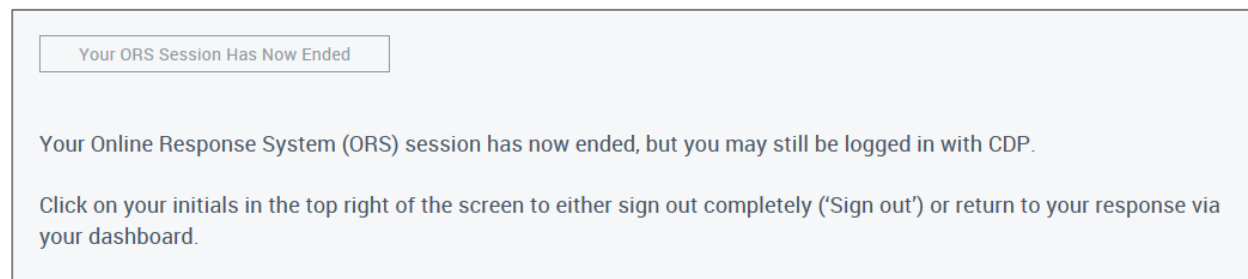 Your ORS Session Has Now Ended
Your Online Response System (ORS) session has now ended, but you may still be logged in with CDP.
Click on your initials in the top right of the screen to either sign out completely (‘Sign out’) or return to your response via
your dashboard.